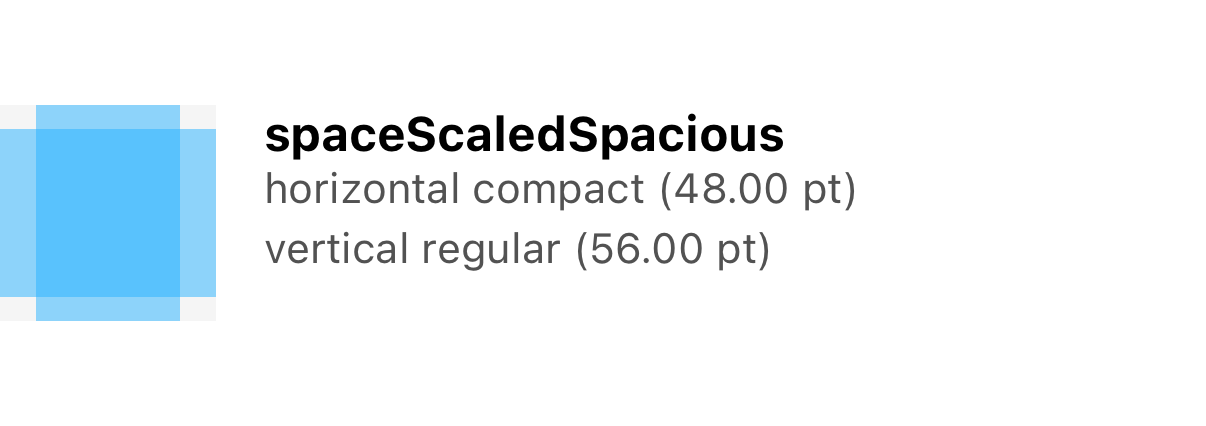 spaceScaledSpacious
horizontal compact (48.00 pt)
vertical regular (56.00 pt)